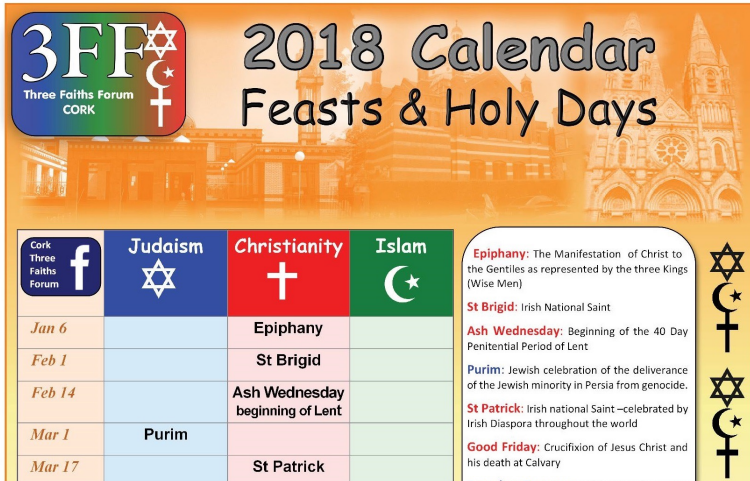 3FF
Three Faiths Forum
CORK
2018 Calendar
Feasts & Holy Days
Cork
Three
Faiths
Forum
f
Judaism
Christianity
Islam
Jan 6
Epiphany
Feb 1
St Brigid
Feb 14
Ash Wednesday
beginning of Lent
Mar 1
Purim
Mar 17
St Patrick
Epiphany: The Manifestation of Christ to
the Gentiles as represented by the three Kings
(Wise Men)
St Brigid: Irish National Saint
Ash Wednesday: Beginning of the 40 Day
Penitential Period of Lent
Purim: Jewish celebration of the deliverance
of the Jewish minority in Persia from genocide.
St Patrick: Irish national Saint –celebrated by
Irish Diaspora throughout the world
Good Friday: Crucifixion of Jesus Christ and
his death at Calvary